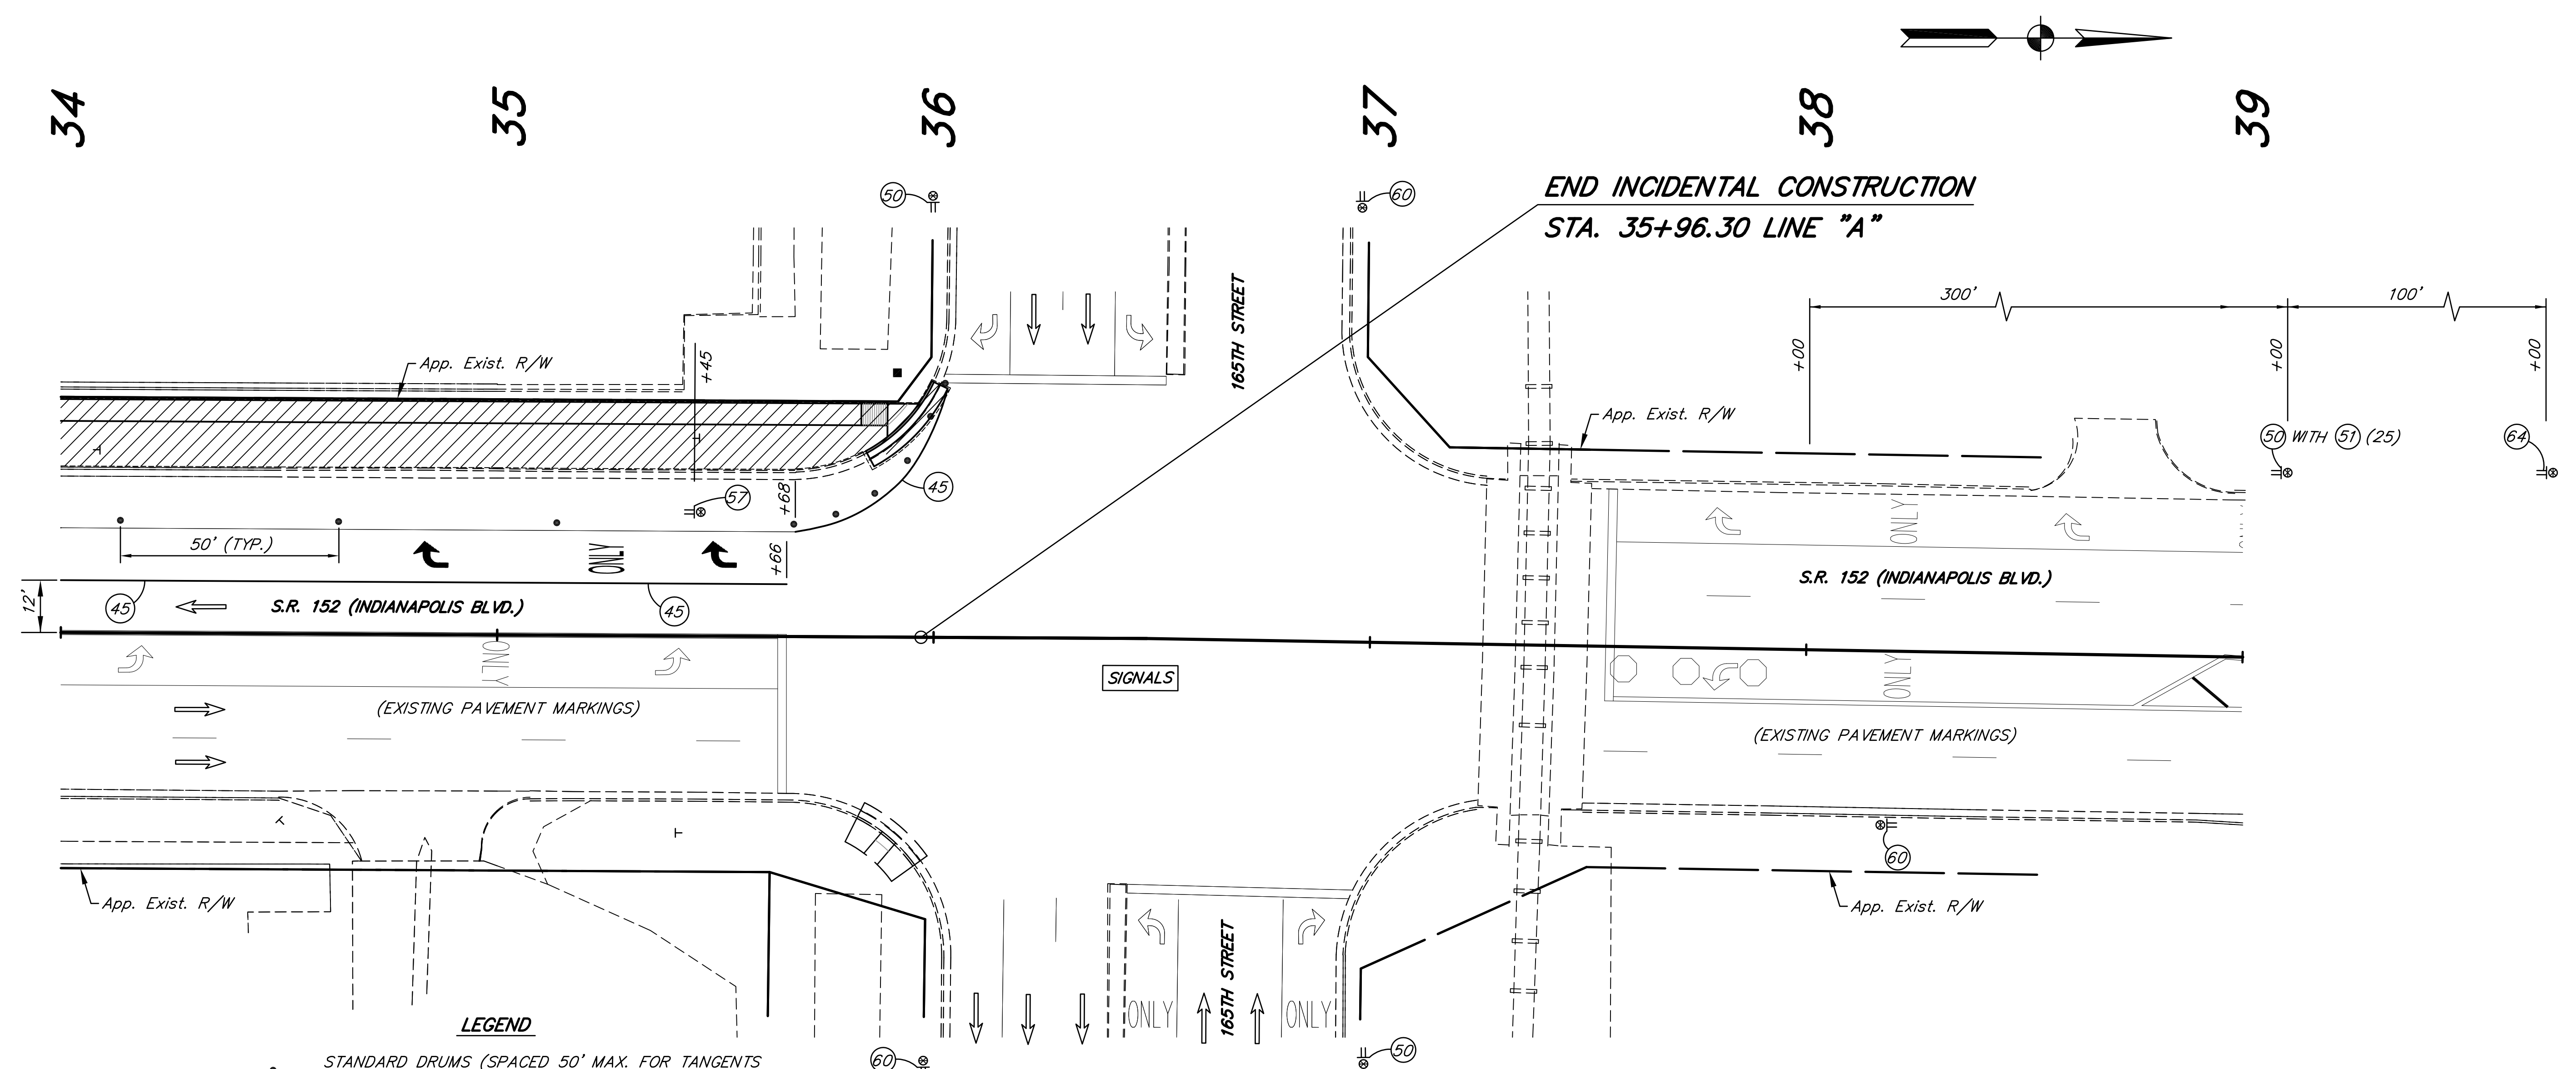 34
35
36
37
38
39
50
60
END INCIDENTAL CONSTRUCTION
STA. 35+96.30 LINE "A"
165TH STREET
300'
100'
+00
+00
+00
App. Exist. R/W
+45
App. Exist. R/W
50 WITH 51 (25)
64
45
57
+68
ONLY
ONLY
50' (TYP.)
ONLY
+66
12'
45
S.R. 152 (INDIANAPOLIS BLVD.)
45
S.R. 152 (INDIANAPOLIS BLVD.)
ONLY
SIGNALS
ONLY
(EXISTING PAVEMENT MARKINGS)
(EXISTING PAVEMENT MARKINGS)
60
App. Exist. R/W
App. Exist. R/W
165TH STREET
ONLY
ONLY
LEGEND
STANDARD DRUMS (SPACED 50' MAX. FOR TANGENTS
60
50